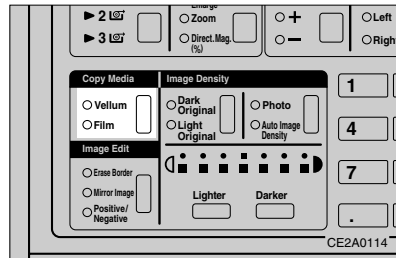 Enlarge
▶ 2
Zoom
+
Left
▶ 3
Direct. Mag.
(%)
−
Righ
Copy Media
Image Density
1
Vellum
Film
Dark
Original
Light
Original
Photo
Auto Image
Density
4
Image Edit
Erase Border
Mirror Image
Positive/
Negative
7
Lighter
Darker
.
CE2A0114